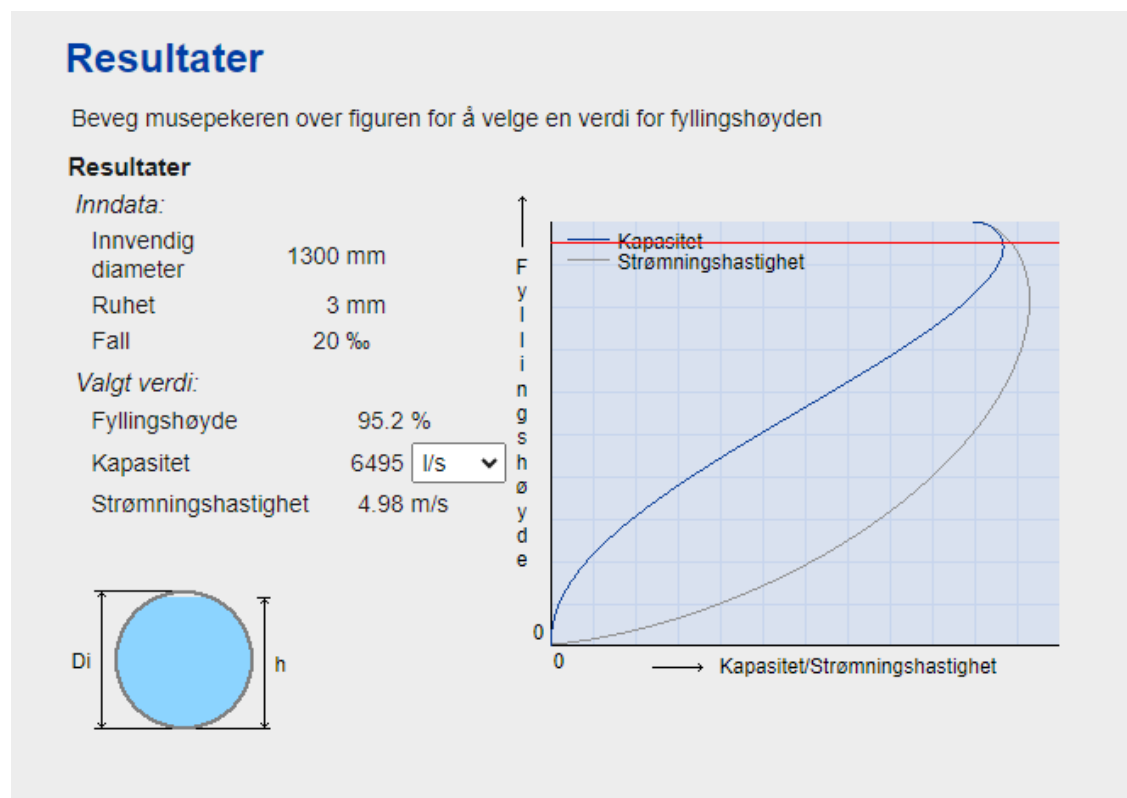 Resultater
Beveg musepekeren over figuren for å velge en verdi for fyllingshøyden
Resultater
Inndata:
Innvendig
diameter 1300 mm
Ruhet 3 mm
Fall 20 ‰
Valgt verdi:
Fyllingshøyde 95.2 %
Kapasitet 6495 l/s
Strømningshastighet 4.98 m/s
Di
h
Fyllingshøyde
Kapasitet
Strømningshastighet
0
0
Kapasitet/Strømningshastighet